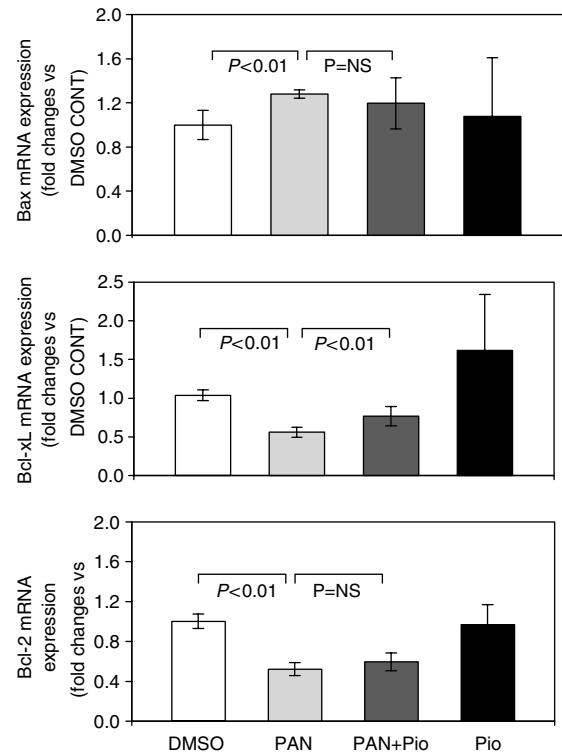 Bax mRNA expression
(fold changes vs
DMSO CONT)
2.0
1.6
1.2
0.8
0.4
0.0
P<0.01
P=NS
Bcl-xL mRNA expression
(fold changes vs
DMSO CONT)
2.5
2.0
1.5
1.0
0.5
0.0
P<0.01
P<0.01
Bcl-2 mRNA
expression
(fold changes vs
2.0
1.6
1.2
0.8
0.4
0.0
P<0.01
P=NS
DMSO
PAN
PAN+Pio
Pio